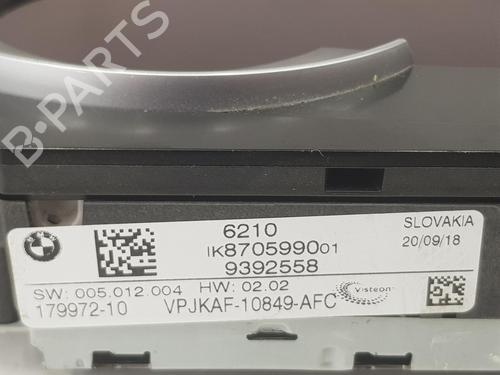 B-PARTS
BMW
6210
SLOVAKIA
IK870599001
20/09/18
9392558
SW: 005.012.004 HW: 02.02
179972-10 VPJKAF-10849-AFC
Visteon